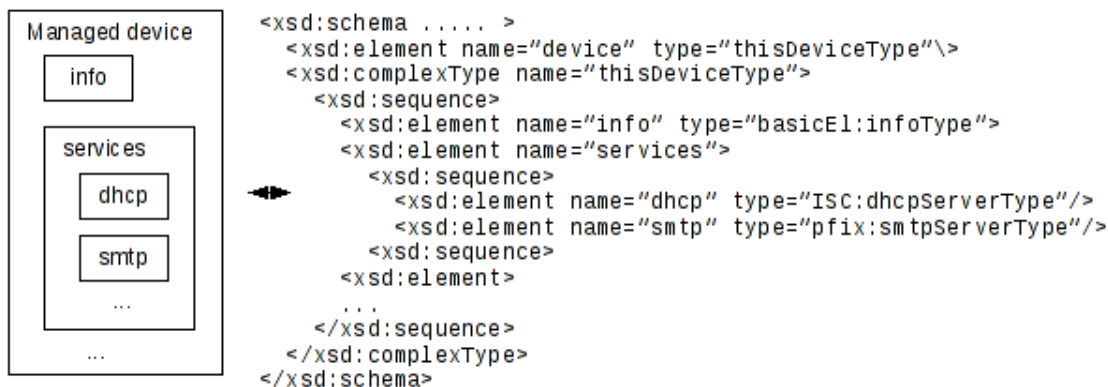 Managed device
info
services
dhcp
smtp
...
...
<xsd:schema ..... >
<xsd:element name="device" type="thisDeviceType"\>
<xsd:complexType name="thisDeviceType">
<xsd:sequence>
<xsd:element name="info" type="basicEl:infoType">
<xsd:element name="services">
<xsd:sequence>
<xsd:element name="dhcp" type="ISC:dhcpServerType"/>
<xsd:element name="smtp" type="pfix:smtpServerType"/>
<xsd:sequence>
<xsd:element>
...
</xsd:sequence>
</xsd:complexType>
</xsd:schema>